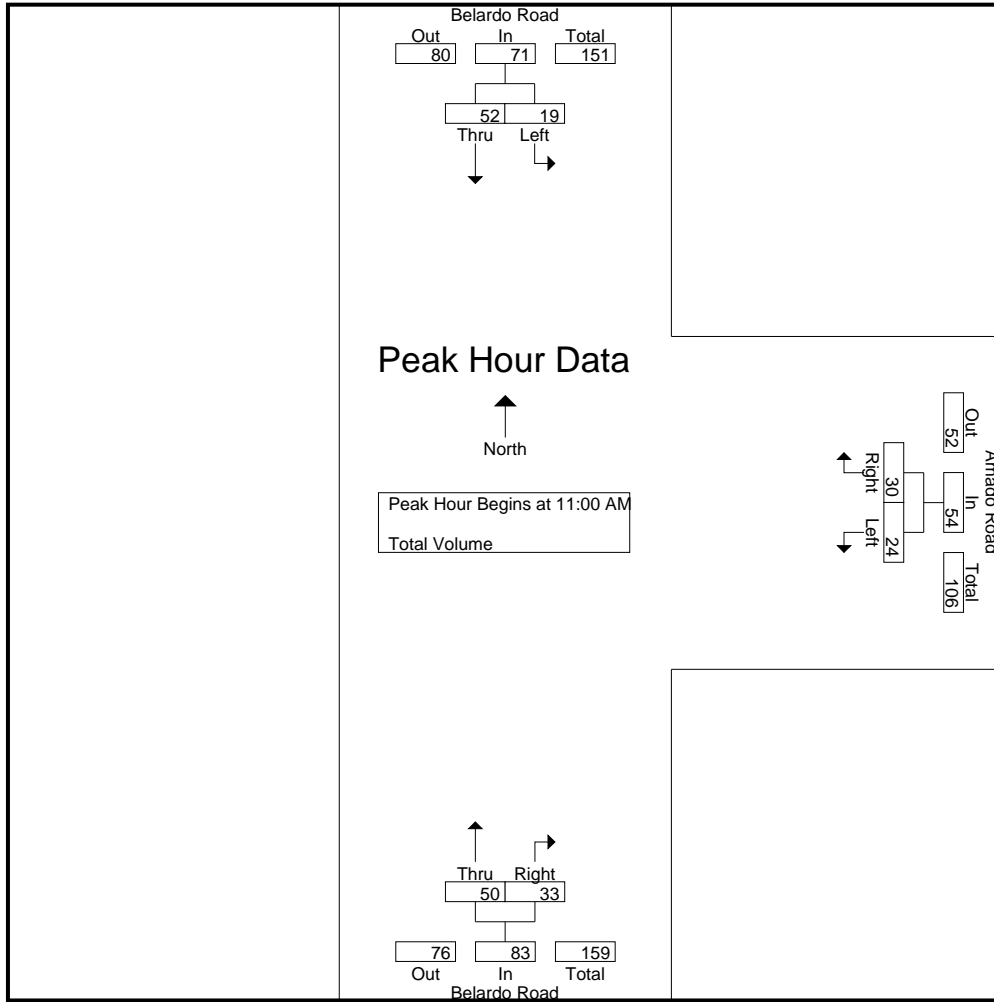 Belardo Road
Out In Total
80 71 151
52 19
Thru Left
Peak Hour Data
North
Peak Hour Begins at 11:00 AM
Total Volume
Amado Road
Out In Total
52 54 106
30 24
Right Left
Thru Right
50 33
76 83 159
Out In Total
Belardo Road